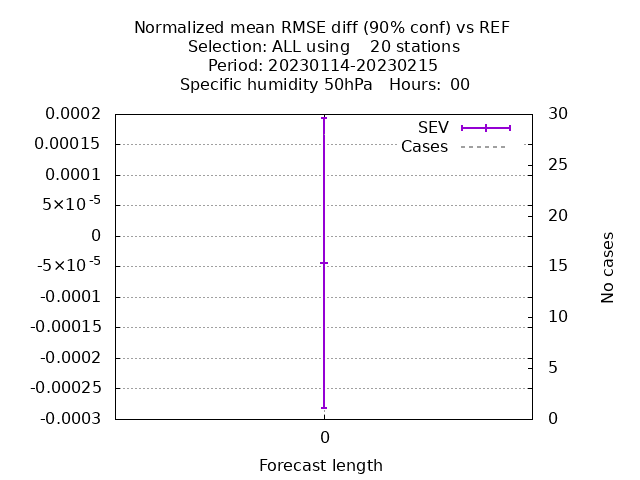 Normalized mean RMSE diff (90% conf) vs REF
Selection: ALL using    20 stations
Period: 20230114-20230215
Specific humidity 50hPa   Hours:  00
0.0002
0.00015
0.0001
5×10⁻⁵
0
-5×10⁻⁵
-0.0001
-0.00015
-0.0002
-0.00025
-0.0003
SEV
Cases
30
25
20
15
10
5
0
No cases
0
Forecast length